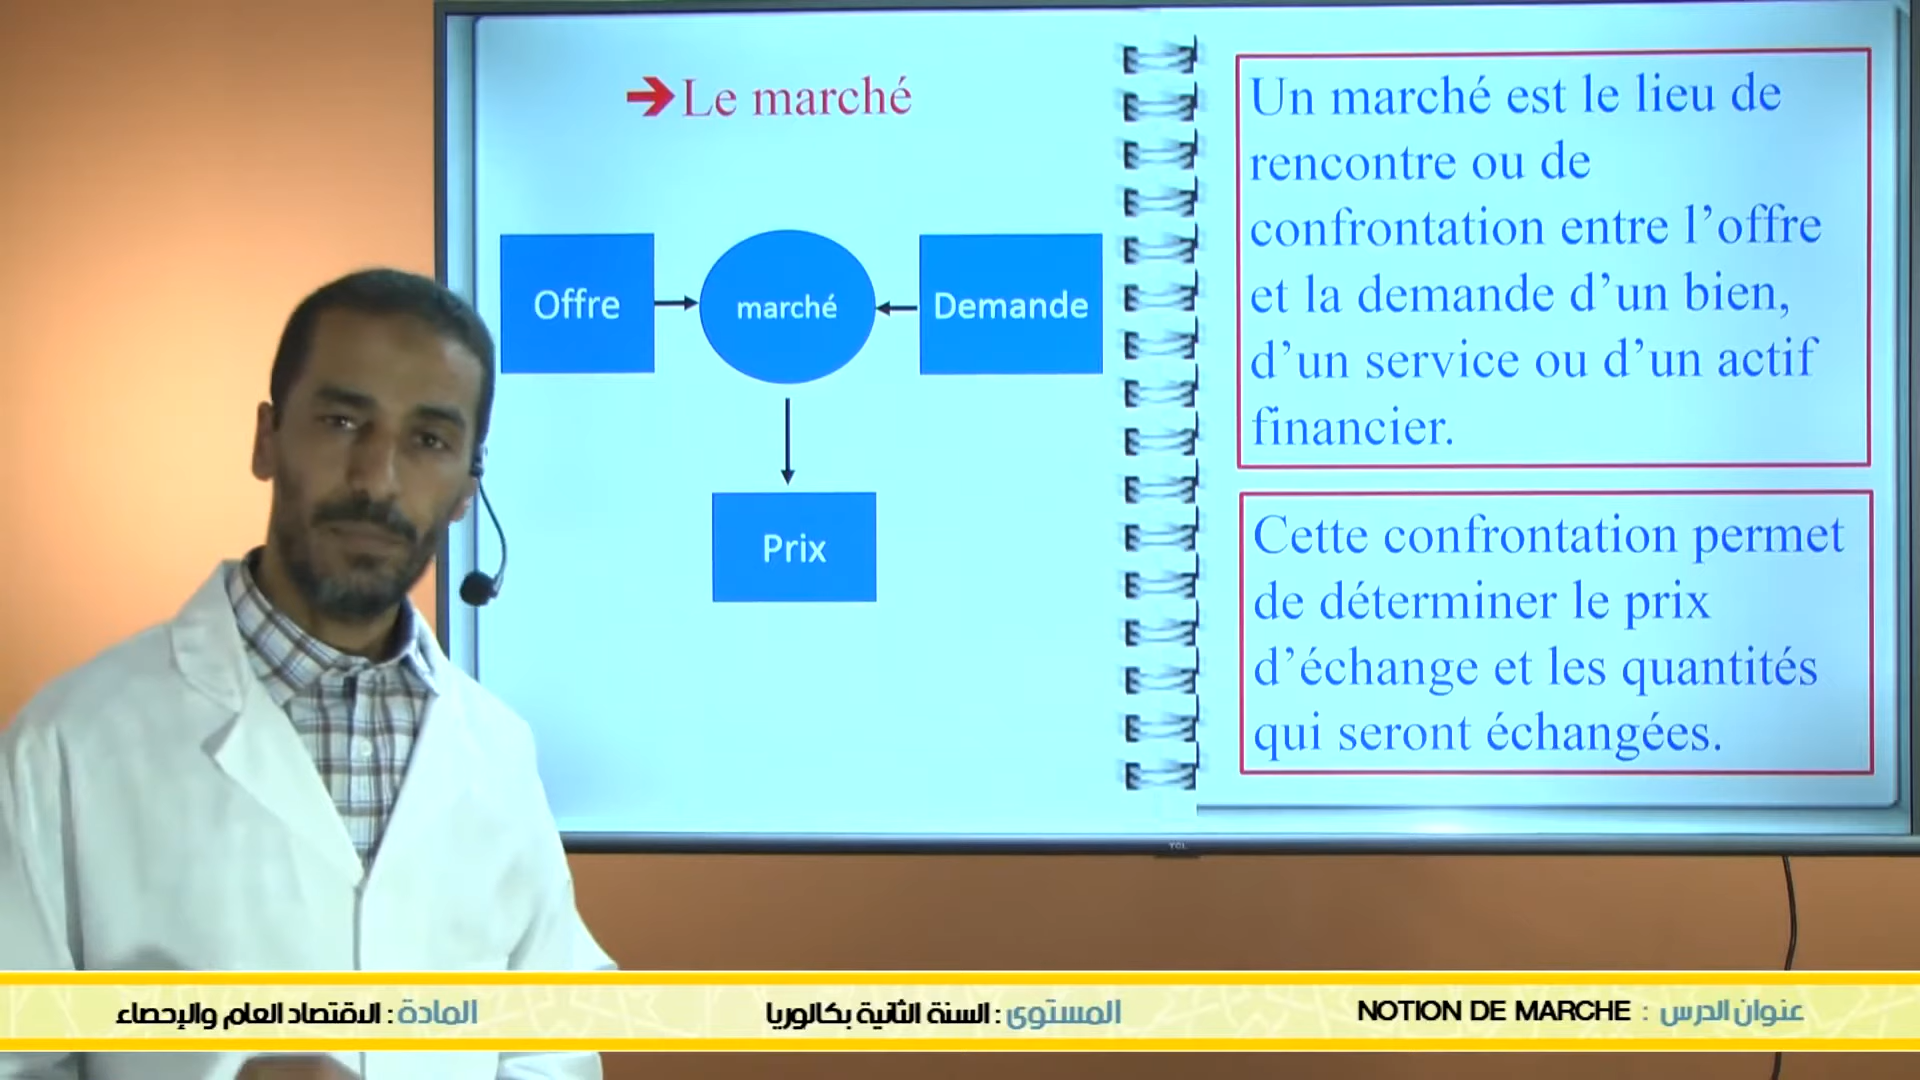 Le marché
Offre
marché
Demande
Prix
Un marché est le lieu de
rencontre ou de
confrontation entre l’offre
et la demande d’un bien,
d’un service ou d’un actif
financier.
Cette confrontation permet
de déterminer le prix
d’échange et les quantités
qui seront échangées.
TCL
عنوان الدرس : NOTION DE MARCHE
المستوى : السنة الثانية بكالوريا
المادة : الاقتصاد العام والإحصاء